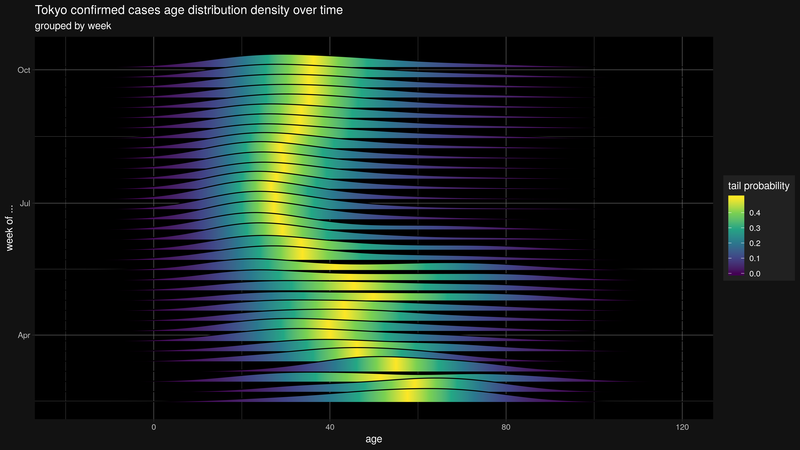 Tokyo confirmed cases age distribution density over time
grouped by week
Oct
Jul
Apr
week of ...
0
40
80
120
age
tail probability
0.4
0.3
0.2
0.1
0.0